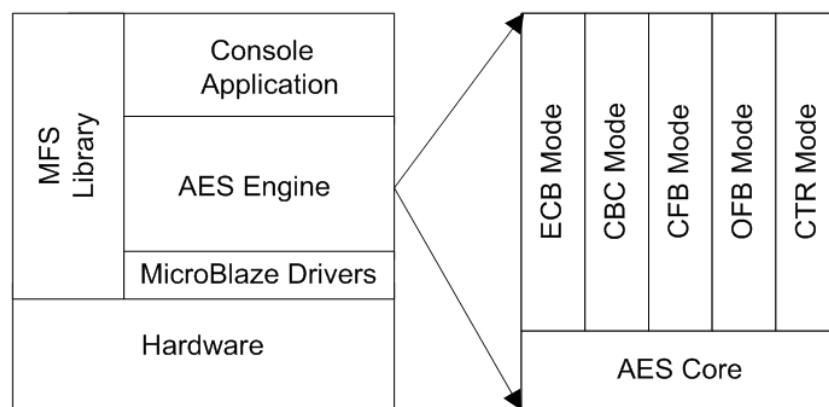 MFS
Library
Console
Application
AES Engine
MicroBlaze Drivers
Hardware
ECB Mode
CBC Mode
CFB Mode
OFB Mode
CTR Mode
AES Core